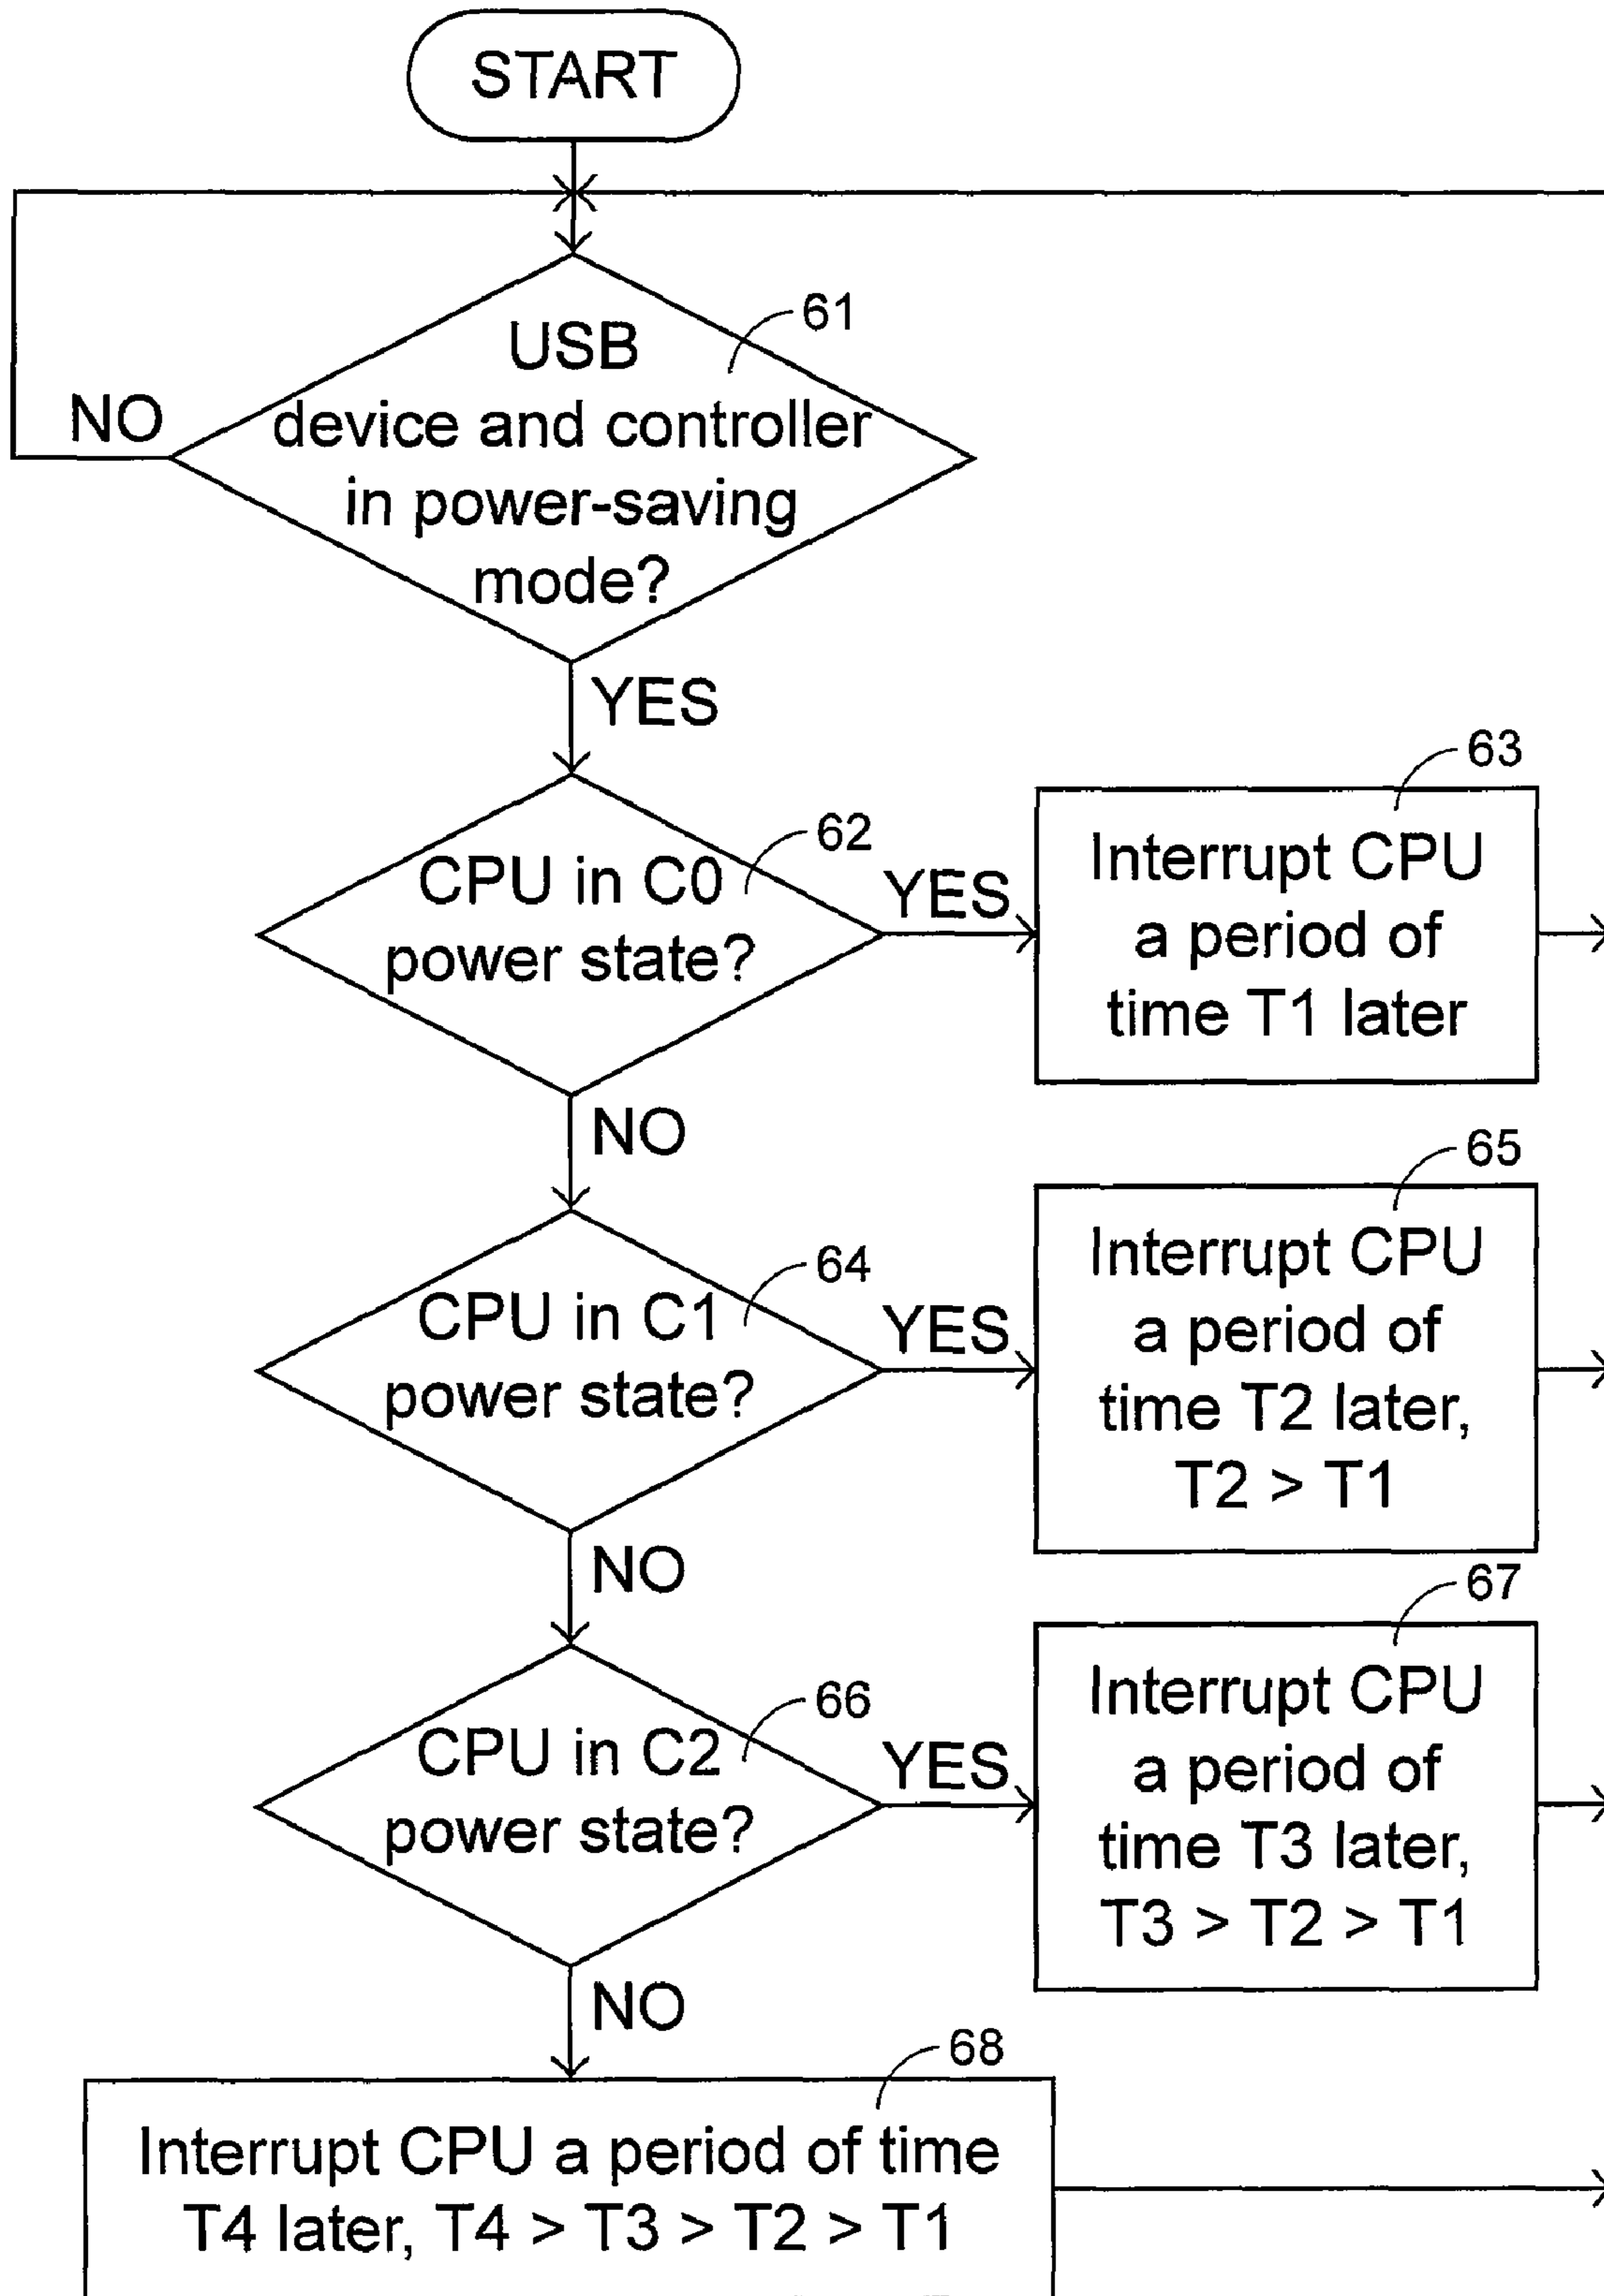 START
61
USB
device and controller
in power-saving
mode?
NO
YES
62
CPU in C0
power state?
YES
63
Interrupt CPU
a period of
time T1 later
NO
64
CPU in C1
power state?
YES
65
Interrupt CPU
a period of
time T2 later,
T2 > T1
NO
66
CPU in C2
power state?
YES
67
Interrupt CPU
a period of
time T3 later,
T3 > T2 > T1
NO
68
Interrupt CPU a period of time
T4 later, T4 > T3 > T2 > T1